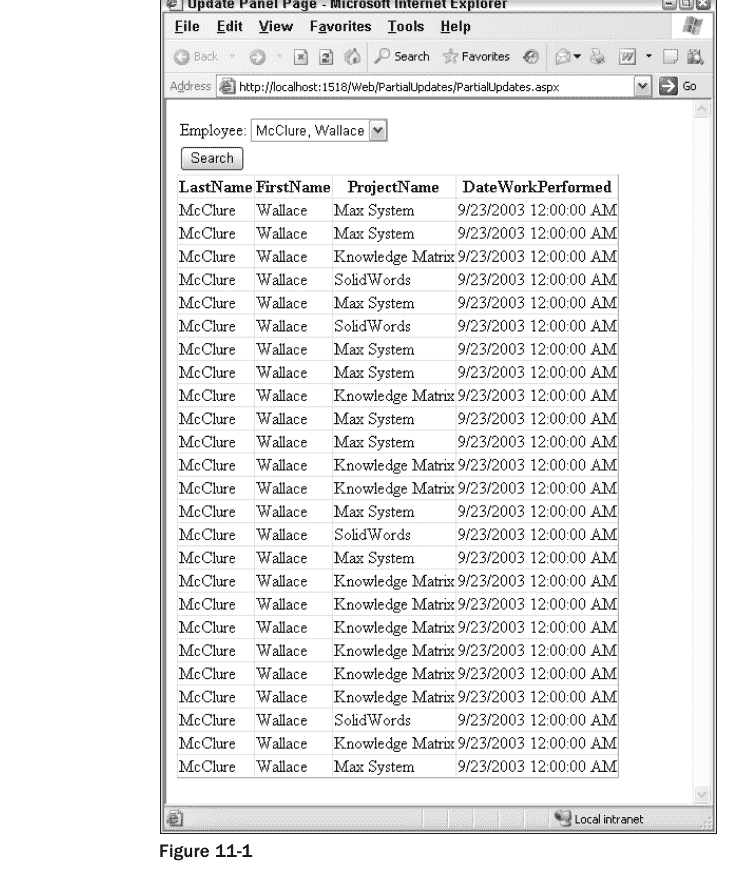 Update Panel Page - Microsoft Internet Explorer
File Edit View Favorites Tools Help
Back Search Favorites
Address http://localhost:1518/Web/PartialUpdates/PartialUpdates.aspx Go
Employee: McClure, Wallace
Search
LastName FirstName ProjectName DateWorkPerformed
McClure Wallace Max System 9/23/2003 12:00:00 AM
McClure Wallace Max System 9/23/2003 12:00:00 AM
McClure Wallace Knowledge Matrix 9/23/2003 12:00:00 AM
McClure Wallace SolidWords 9/23/2003 12:00:00 AM
McClure Wallace Max System 9/23/2003 12:00:00 AM
McClure Wallace SolidWords 9/23/2003 12:00:00 AM
McClure Wallace Max System 9/23/2003 12:00:00 AM
McClure Wallace Max System 9/23/2003 12:00:00 AM
McClure Wallace Knowledge Matrix 9/23/2003 12:00:00 AM
McClure Wallace Max System 9/23/2003 12:00:00 AM
McClure Wallace Max System 9/23/2003 12:00:00 AM
McClure Wallace Knowledge Matrix 9/23/2003 12:00:00 AM
McClure Wallace Knowledge Matrix 9/23/2003 12:00:00 AM
McClure Wallace Max System 9/23/2003 12:00:00 AM
McClure Wallace SolidWords 9/23/2003 12:00:00 AM
McClure Wallace Max System 9/23/2003 12:00:00 AM
McClure Wallace Knowledge Matrix 9/23/2003 12:00:00 AM
McClure Wallace Knowledge Matrix 9/23/2003 12:00:00 AM
McClure Wallace Knowledge Matrix 9/23/2003 12:00:00 AM
McClure Wallace Knowledge Matrix 9/23/2003 12:00:00 AM
McClure Wallace Knowledge Matrix 9/23/2003 12:00:00 AM
McClure Wallace Knowledge Matrix 9/23/2003 12:00:00 AM
McClure Wallace SolidWords 9/23/2003 12:00:00 AM
McClure Wallace Knowledge Matrix 9/23/2003 12:00:00 AM
McClure Wallace Max System 9/23/2003 12:00:00 AM
Local intranet
Figure 11-1